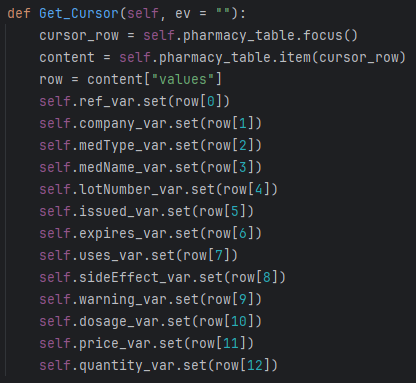 def Get_Cursor(self, ev = ""):
    cursor_row = self.pharmacy_table.focus()
    content = self.pharmacy_table.item(cursor_row)
    row = content["values"]
    self.ref_var.set(row[0])
    self.company_var.set(row[1])
    self.medType_var.set(row[2])
    self.medName_var.set(row[3])
    self.lotNumber_var.set(row[4])
    self.issued_var.set(row[5])
    self.expires_var.set(row[6])
    self.uses_var.set(row[7])
    self.sideEffect_var.set(row[8])
    self.warning_var.set(row[9])
    self.dosage_var.set(row[10])
    self.price_var.set(row[11])
    self.quantity_var.set(row[12])